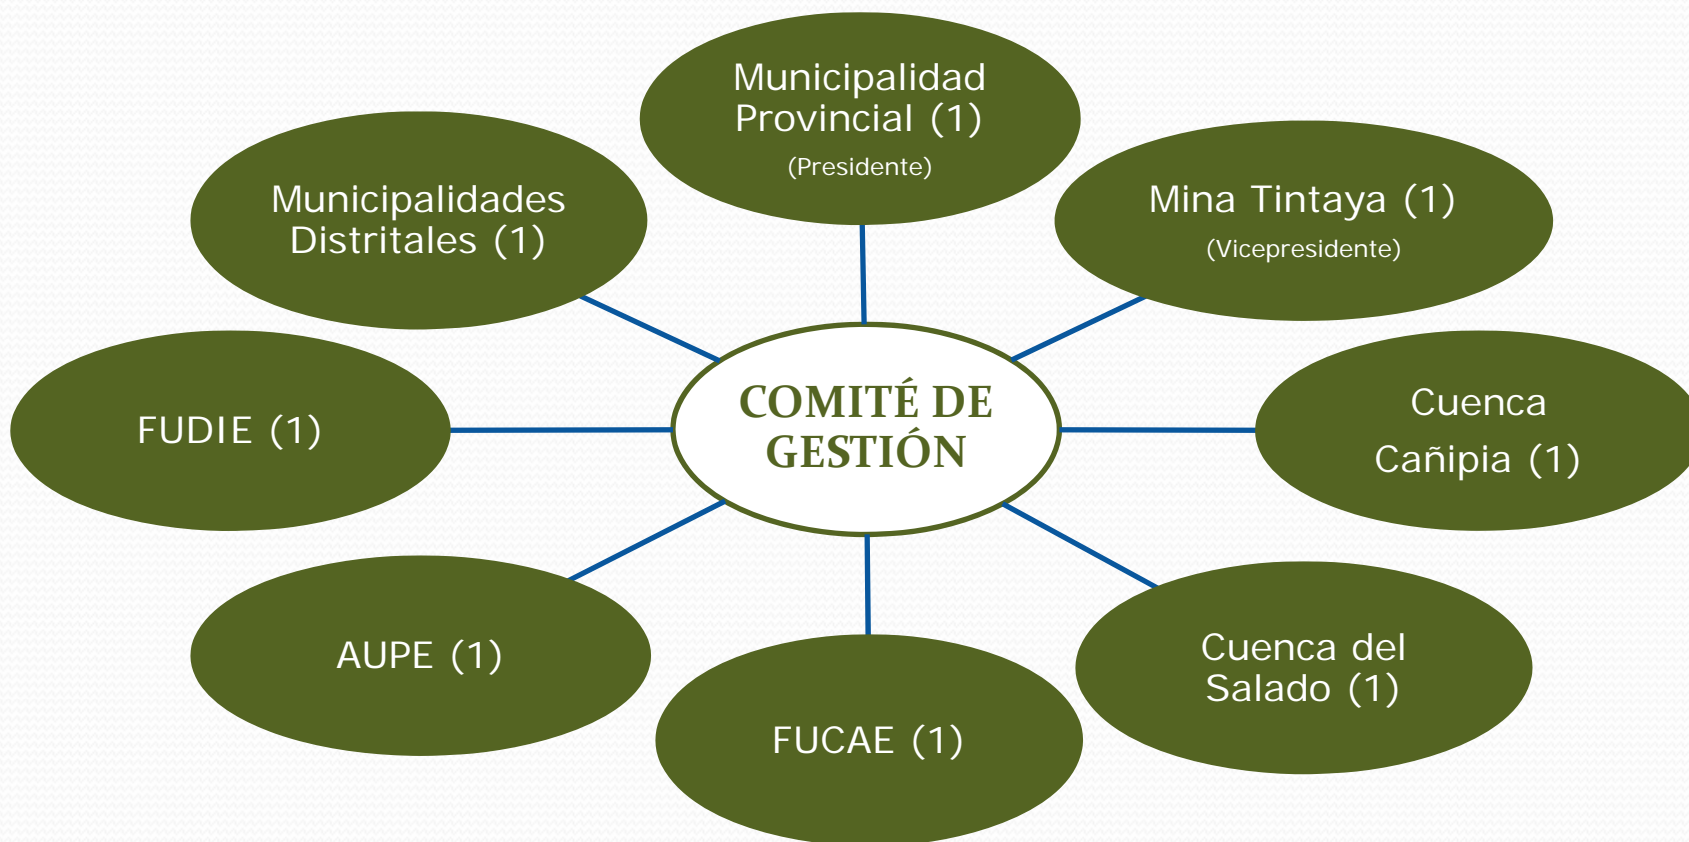 Municipalidad
Provincial (1)
(Presidente)
Municipalidades
Distritales (1)
Mina Tintaya (1)
(Vicepresidente)
FUDIE (1)
COMITÉ DE
GESTIÓN
Cuenca
Cañipia (1)
AUPE (1)
Cuenca del
Salado (1)
FUCAE (1)